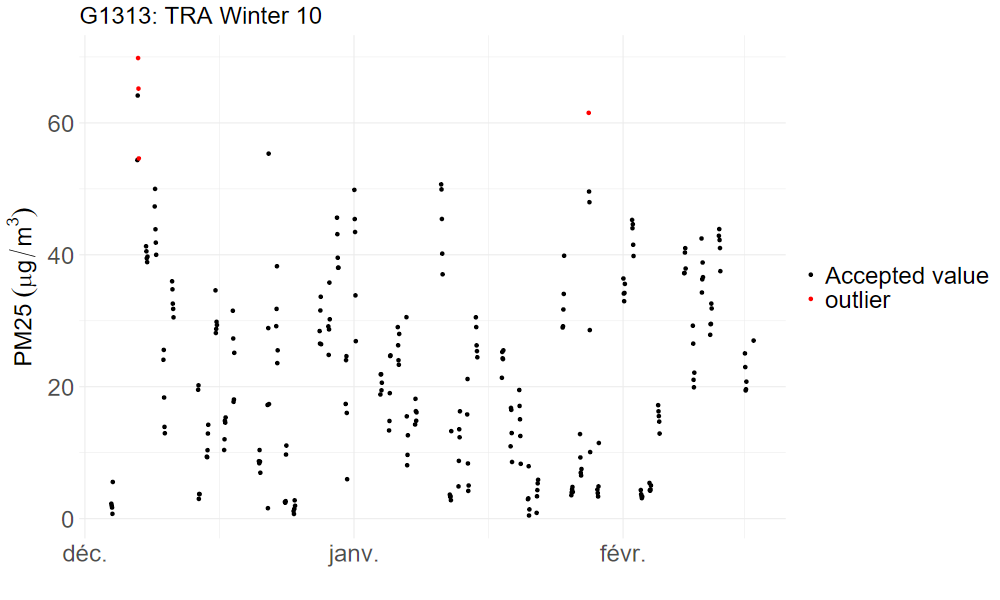 G1313: TRA Winter 10
60
40
20
0
PM25 (μg/m³)
déc.
janv.
févr.
Accepted value
outlier